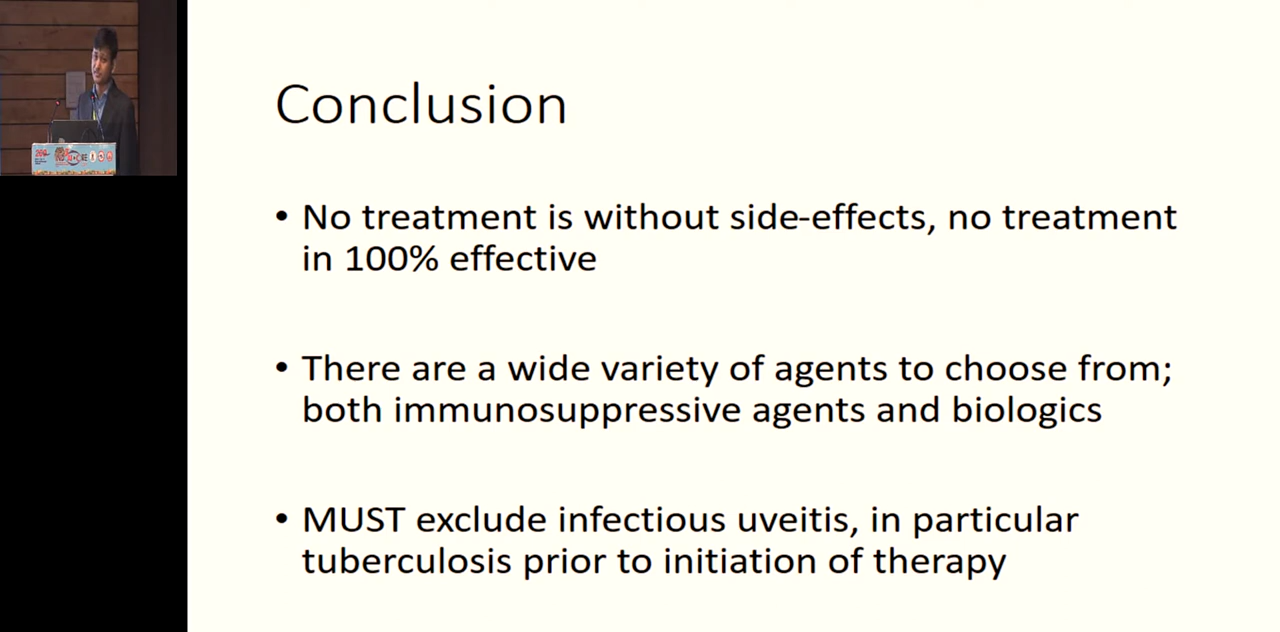 Conclusion
• No treatment is without side-effects, no treatment
in 100% effective
• There are a wide variety of agents to choose from;
both immunosuppressive agents and biologics
• MUST exclude infectious uveitis, in particular
tuberculosis prior to initiation of therapy